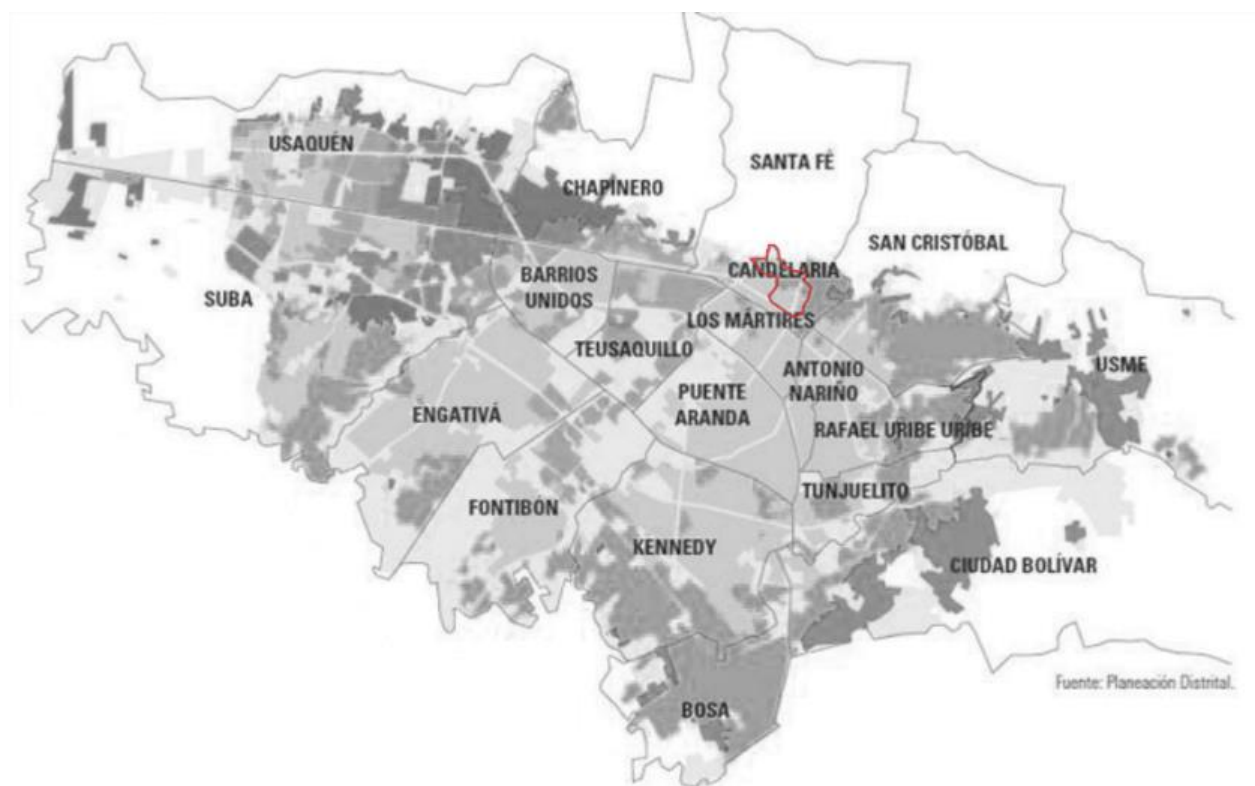 USAQUÉN
SANTA FÉ
CHAPINERO
SAN CRISTÓBAL
CANDELARIA
BARRIOS
UNIDOS
SUBA
LOS MÁRTIRES
TEUSAQUILLO
ANTONIO
NARIÑO
USME
PUENTE
ARANDA
ENGATIVÁ
RAFAEL URIBE URIBE
TUNJUELITO
FONTIBÓN
KENNEDY
CIUDAD BOLÍVAR
Fuente: Planeación Distrital.
BOSA